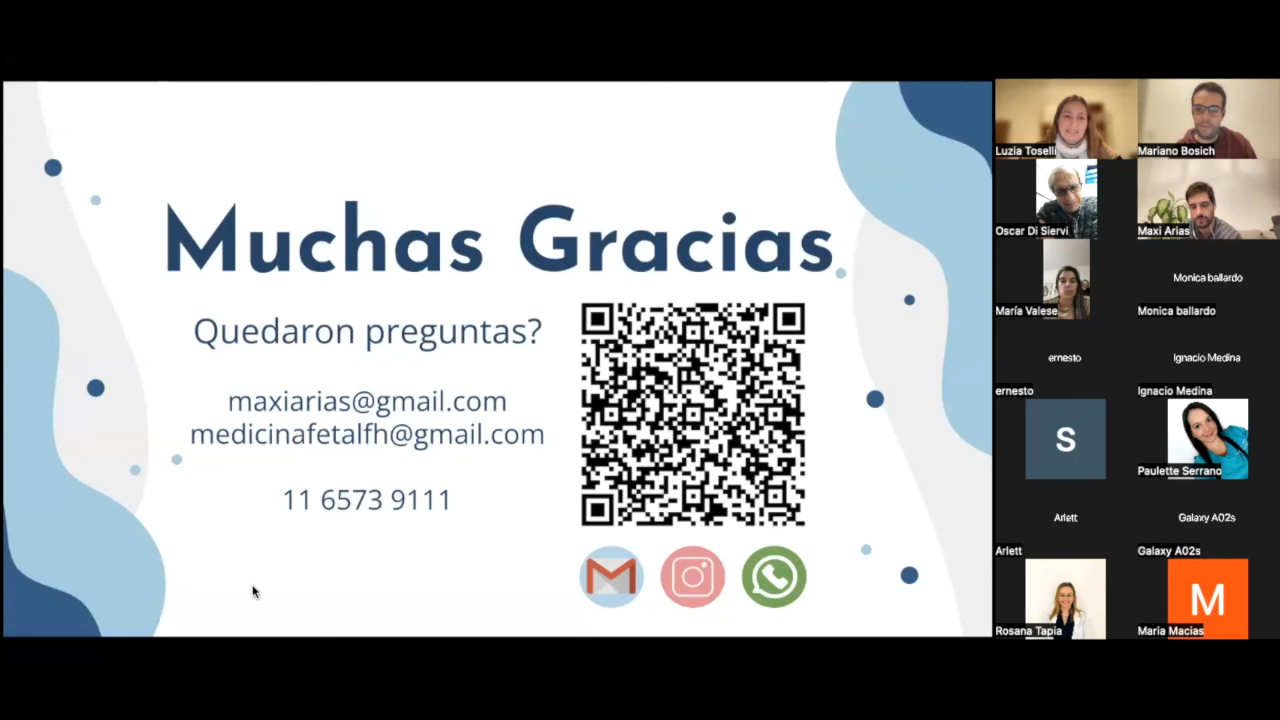 Muchas Gracias
Quedaron preguntas?
maxiarias@gmail.com
medicinafetalfh@gmail.com
11 6573 9111
Luzia Toselli
Mariano Bosich
Oscar Di Siervi
Maxi Arias
María Valese
Monica ballardo
Monica ballardo
ernesto
Ignacio Medina
ernesto
Ignacio Medina
S
Paulette Serrano
Arlett
Galaxy A02s
Arlett
Galaxy A02s
M
Rosana Tapia
Maria Macias